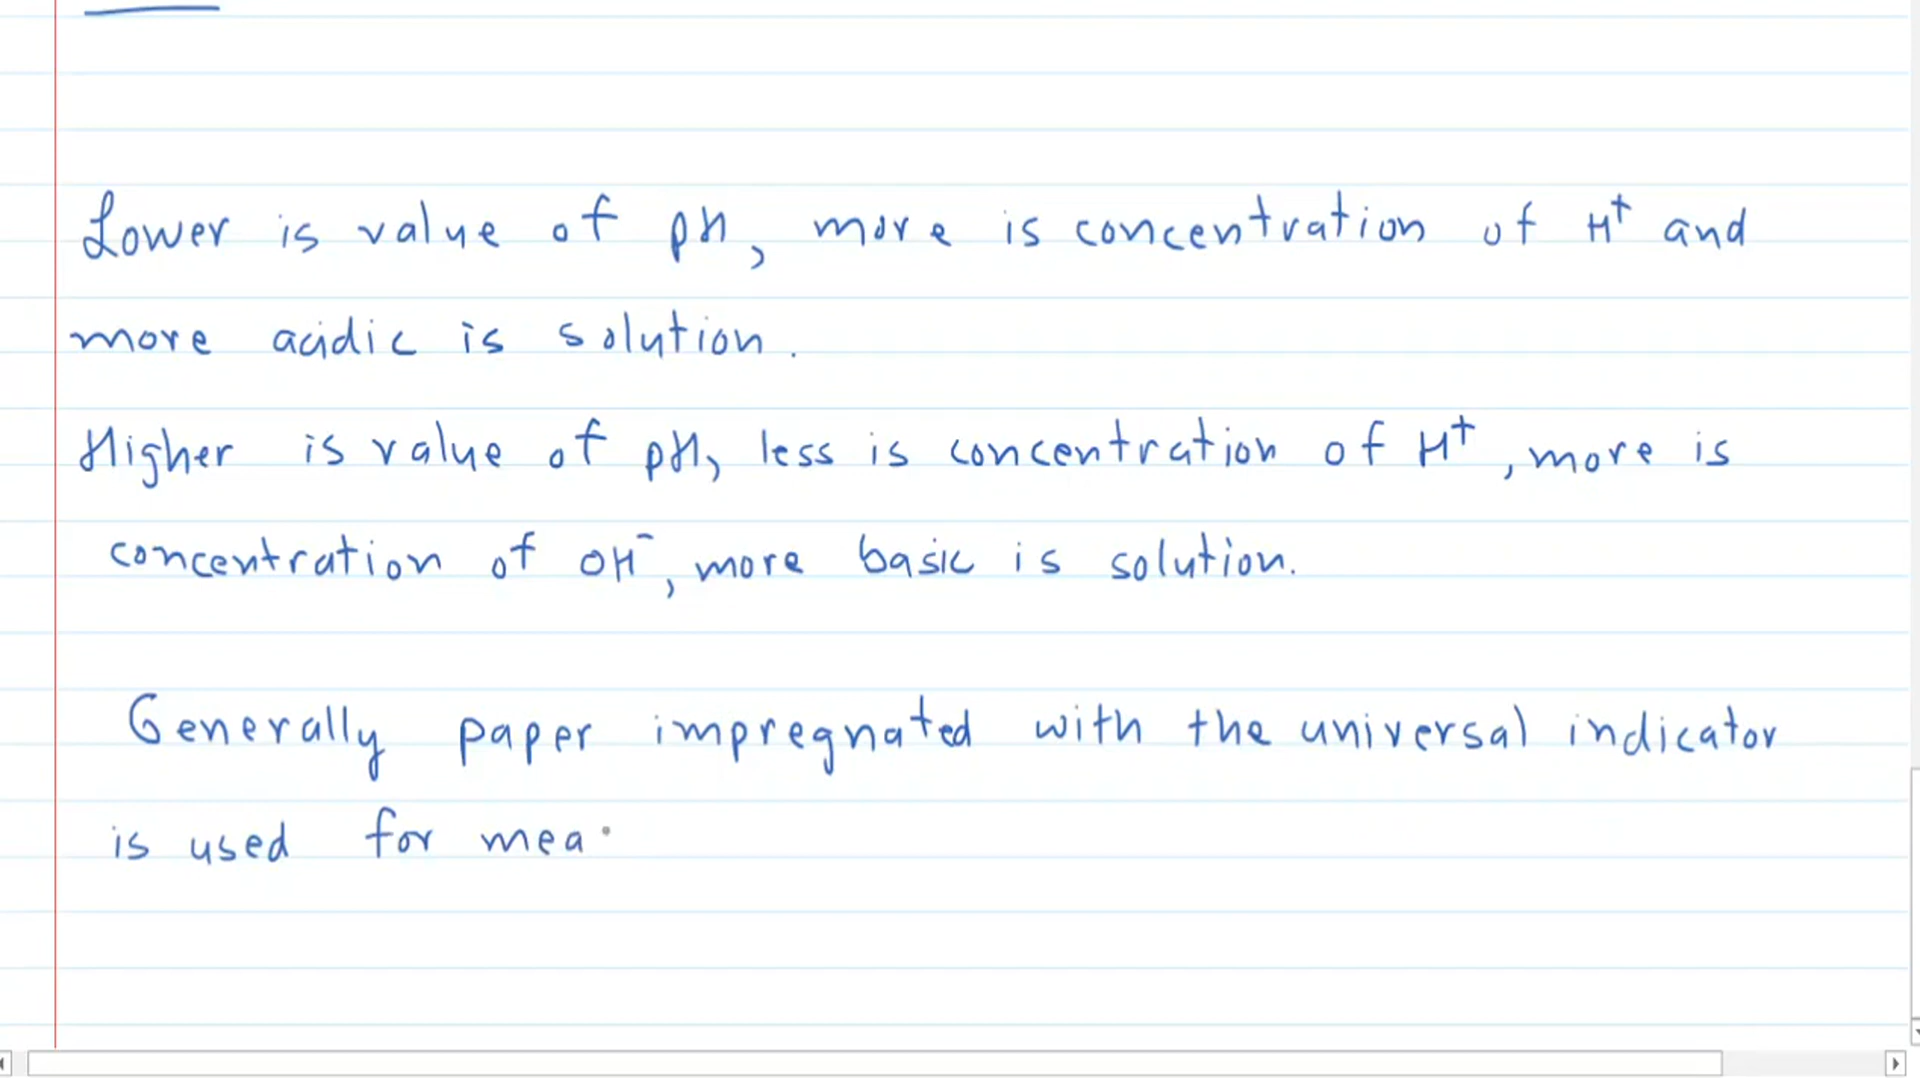 Lower is value of pH, more is concentration of H⁺ and
more acidic is solution.
Higher is value of pH, less is concentration of H⁺, more is
concentration of OH⁻, more basic is solution.
Generally paper impregnated with the universal indicator
is used for mea